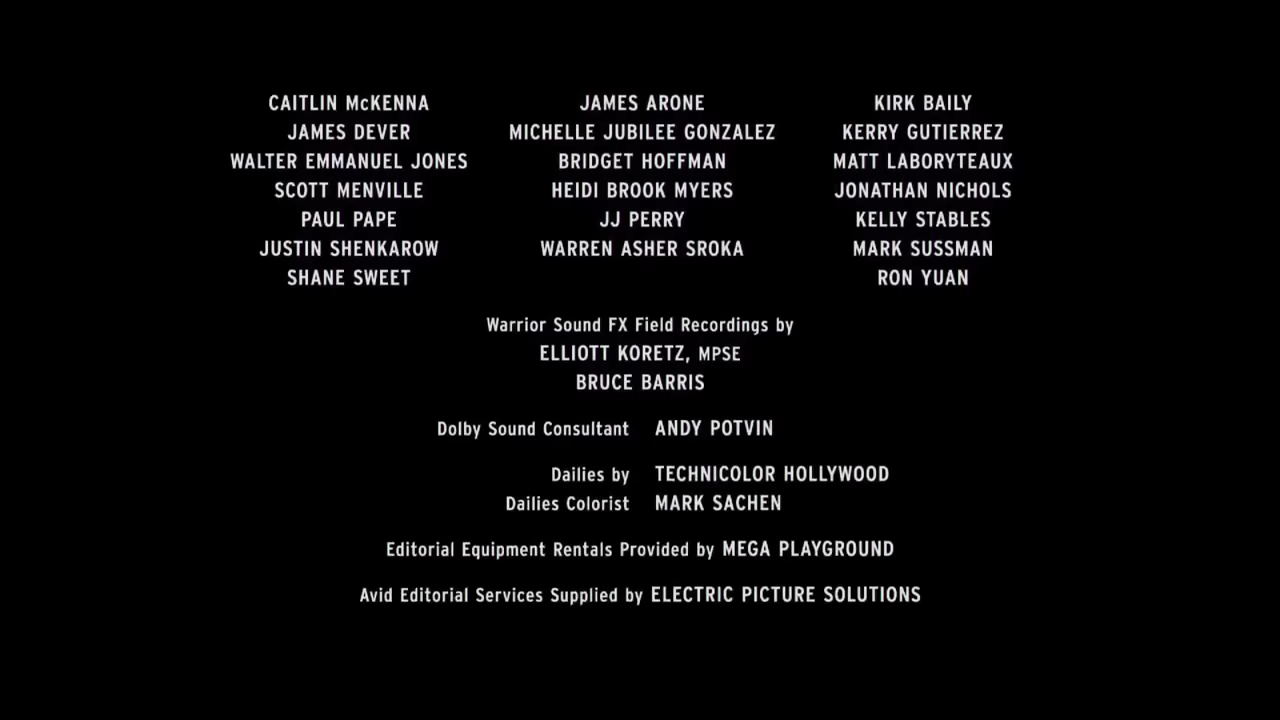 CAITLIN McKENNA JAMES ARONE KIRK BAILY
JAMES DEVER MICHELLE JUBILEE GONZALEZ KERRY GUTIERREZ
WALTER EMMANUEL JONES BRIDGET HOFFMAN MATT LABORYTEAUX
SCOTT MENVILLE HEIDI BROOK MYERS JONATHAN NICHOLS
PAUL PAPE JJ PERRY KELLY STABLES
JUSTIN SHENKAROW WARREN ASHER SROKA MARK SUSSMAN
SHANE SWEET RON YUAN
Warrior Sound FX Field Recordings by
ELLIOTT KORETZ, MPSE
BRUCE BARRIS
Dolby Sound Consultant ANDY POTVIN
Dailies by TECHNICOLOR HOLLYWOOD
Dailies Colorist MARK SACHEN
Editorial Equipment Rentals Provided by MEGA PLAYGROUND
Avid Editorial Services Supplied by ELECTRIC PICTURE SOLUTIONS